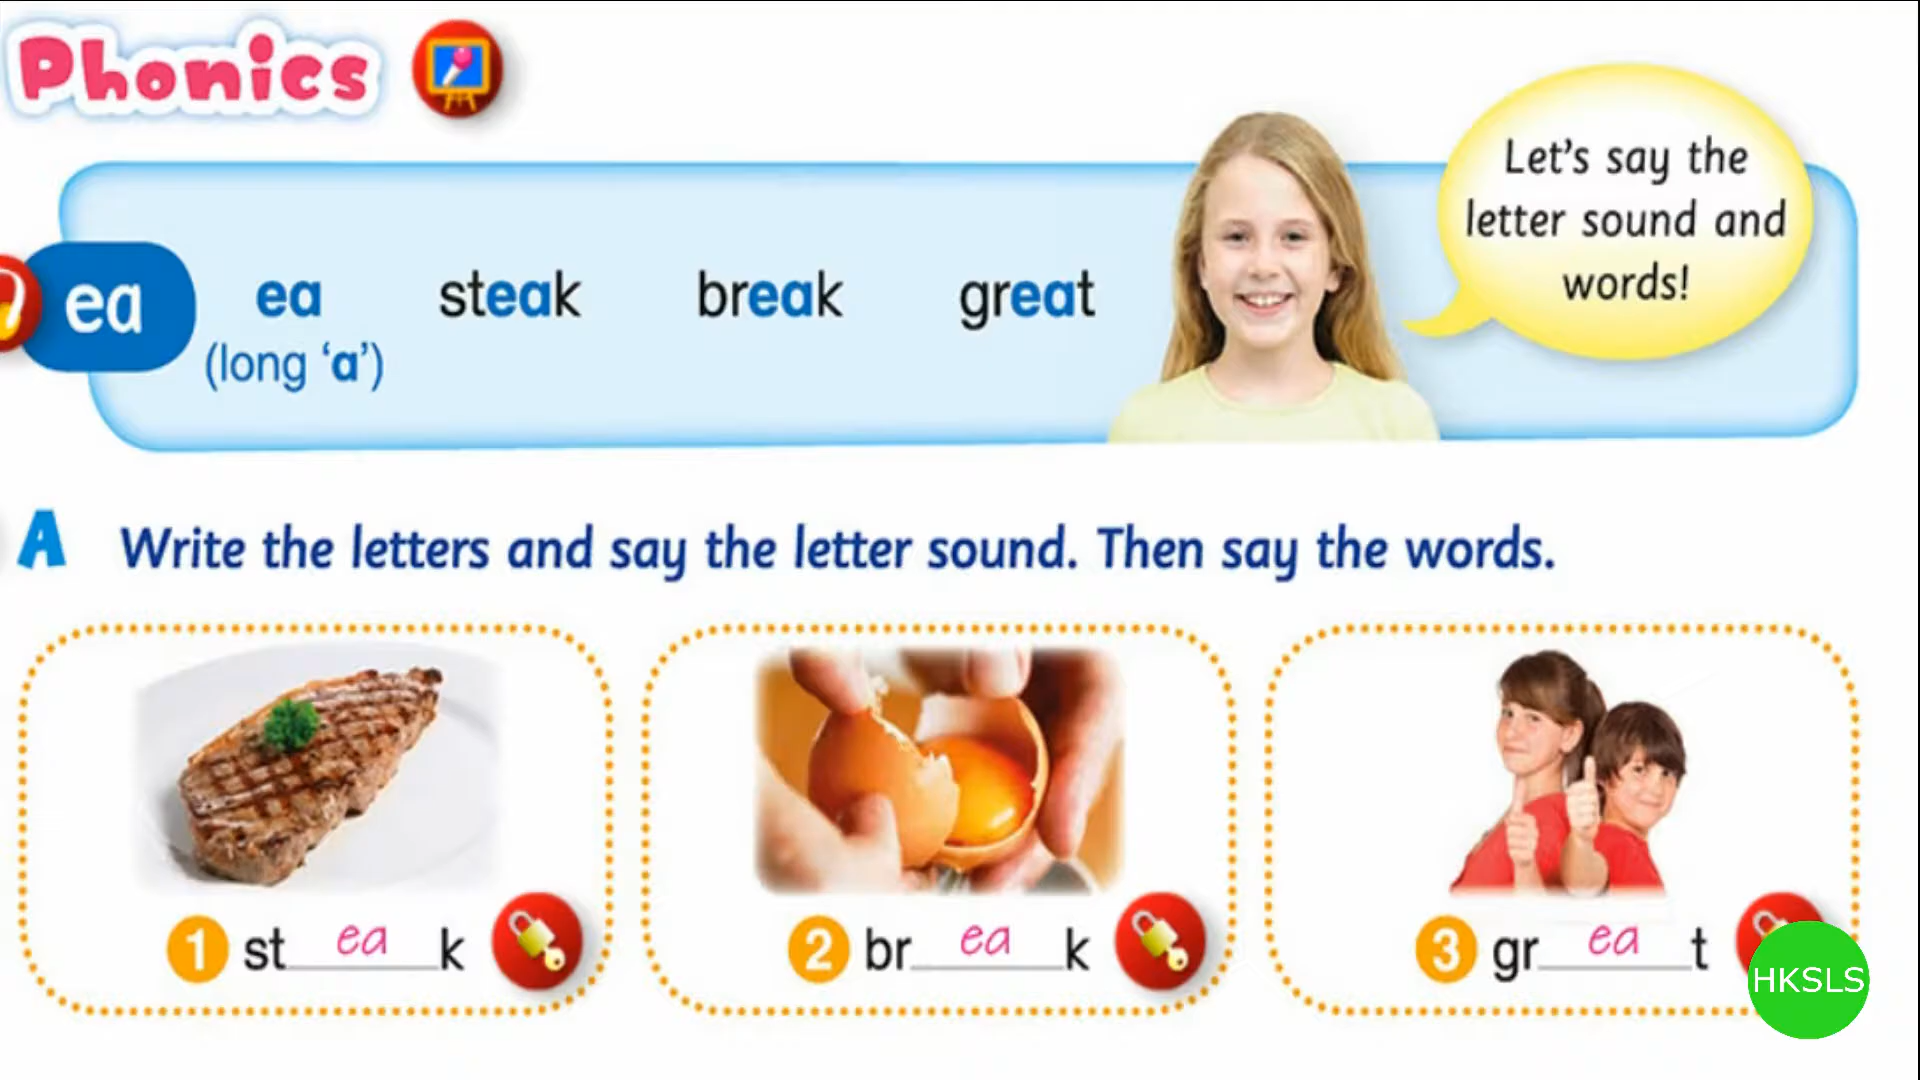 Phonics
Let's say the
letter sound and
words!
ea ea steak break great
(long ‘a’)
A Write the letters and say the letter sound. Then say the words.
1 st ea k 2 br ea k 3 gr ea t
HKSLS